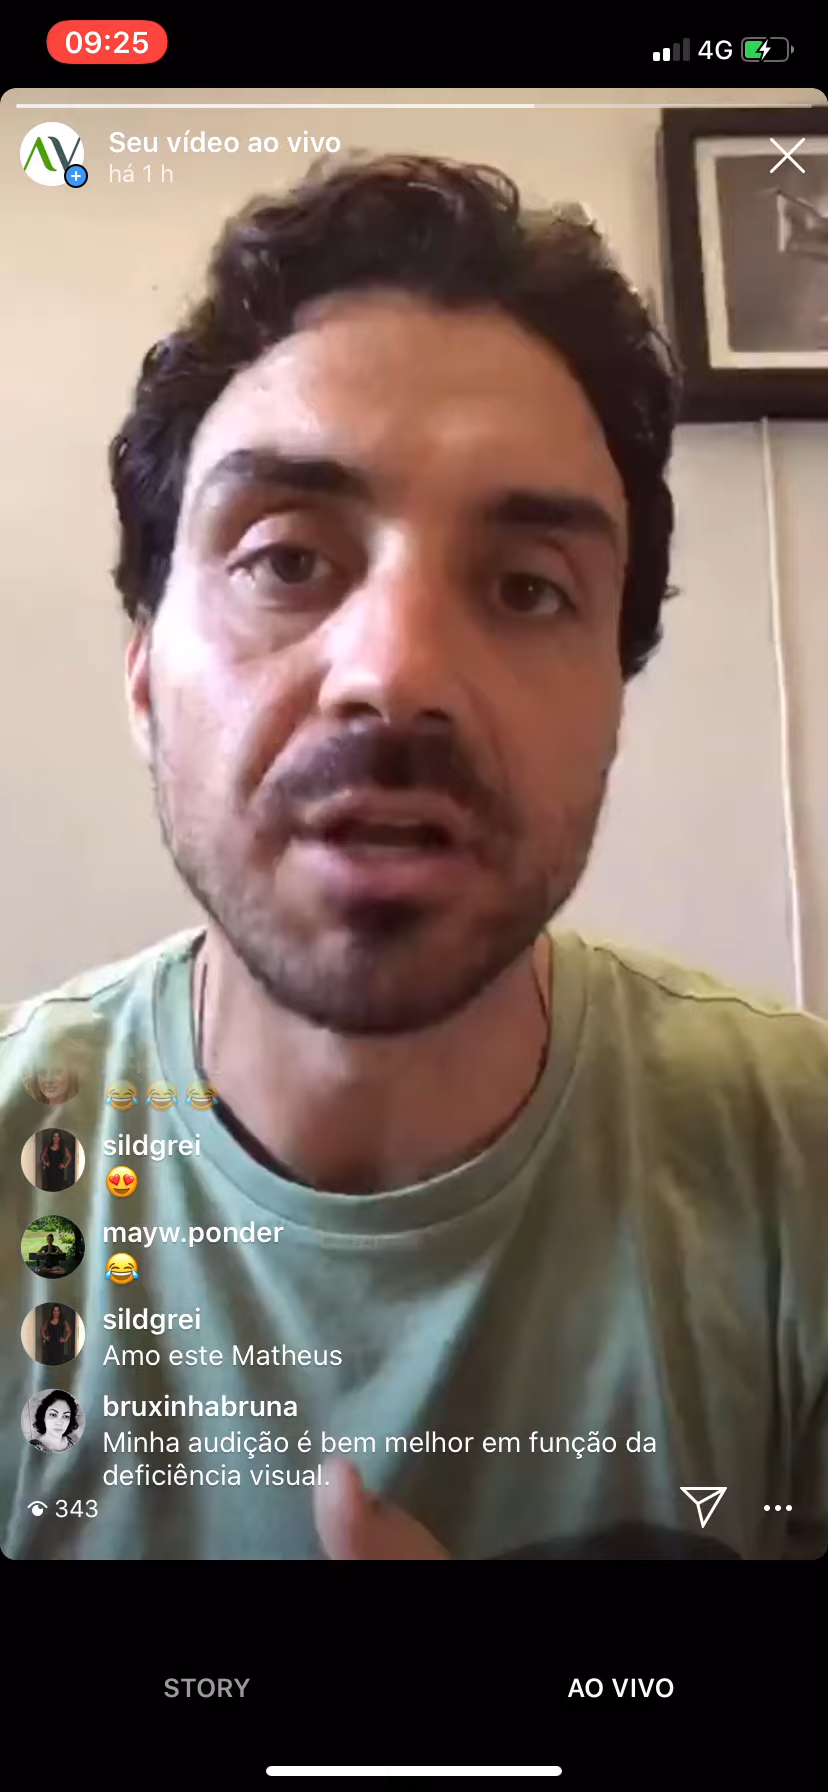 09:25
4G
Seu vídeo ao vivo
há 1 h
sildgrei
mayw.ponder
sildgrei
Amo este Matheus
bruxinhabruna
Minha audição é bem melhor em função da
deficiência visual.
343
STORY
AO VIVO